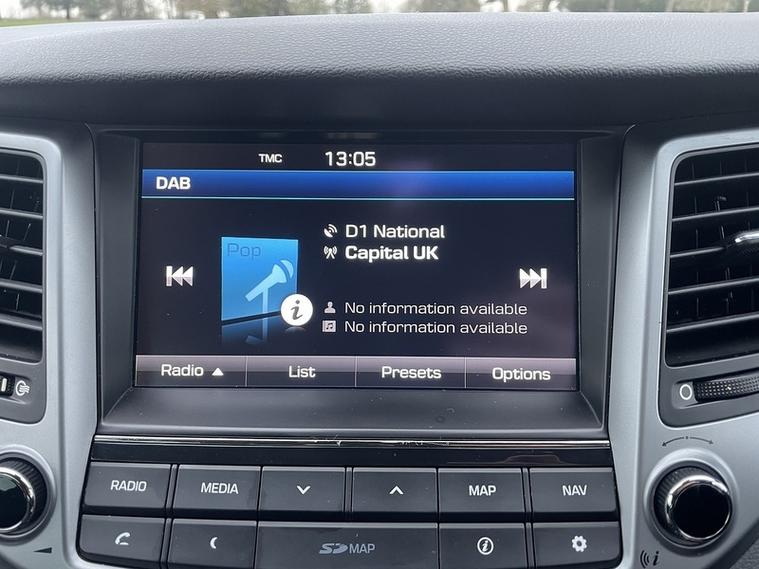 TMC 13:05
DAB
Pop
D1 National
Capital UK
i
No information available
No information available
Radio ▲ List Presets Options
RADIO MEDIA MAP NAV
SD MAP i
i